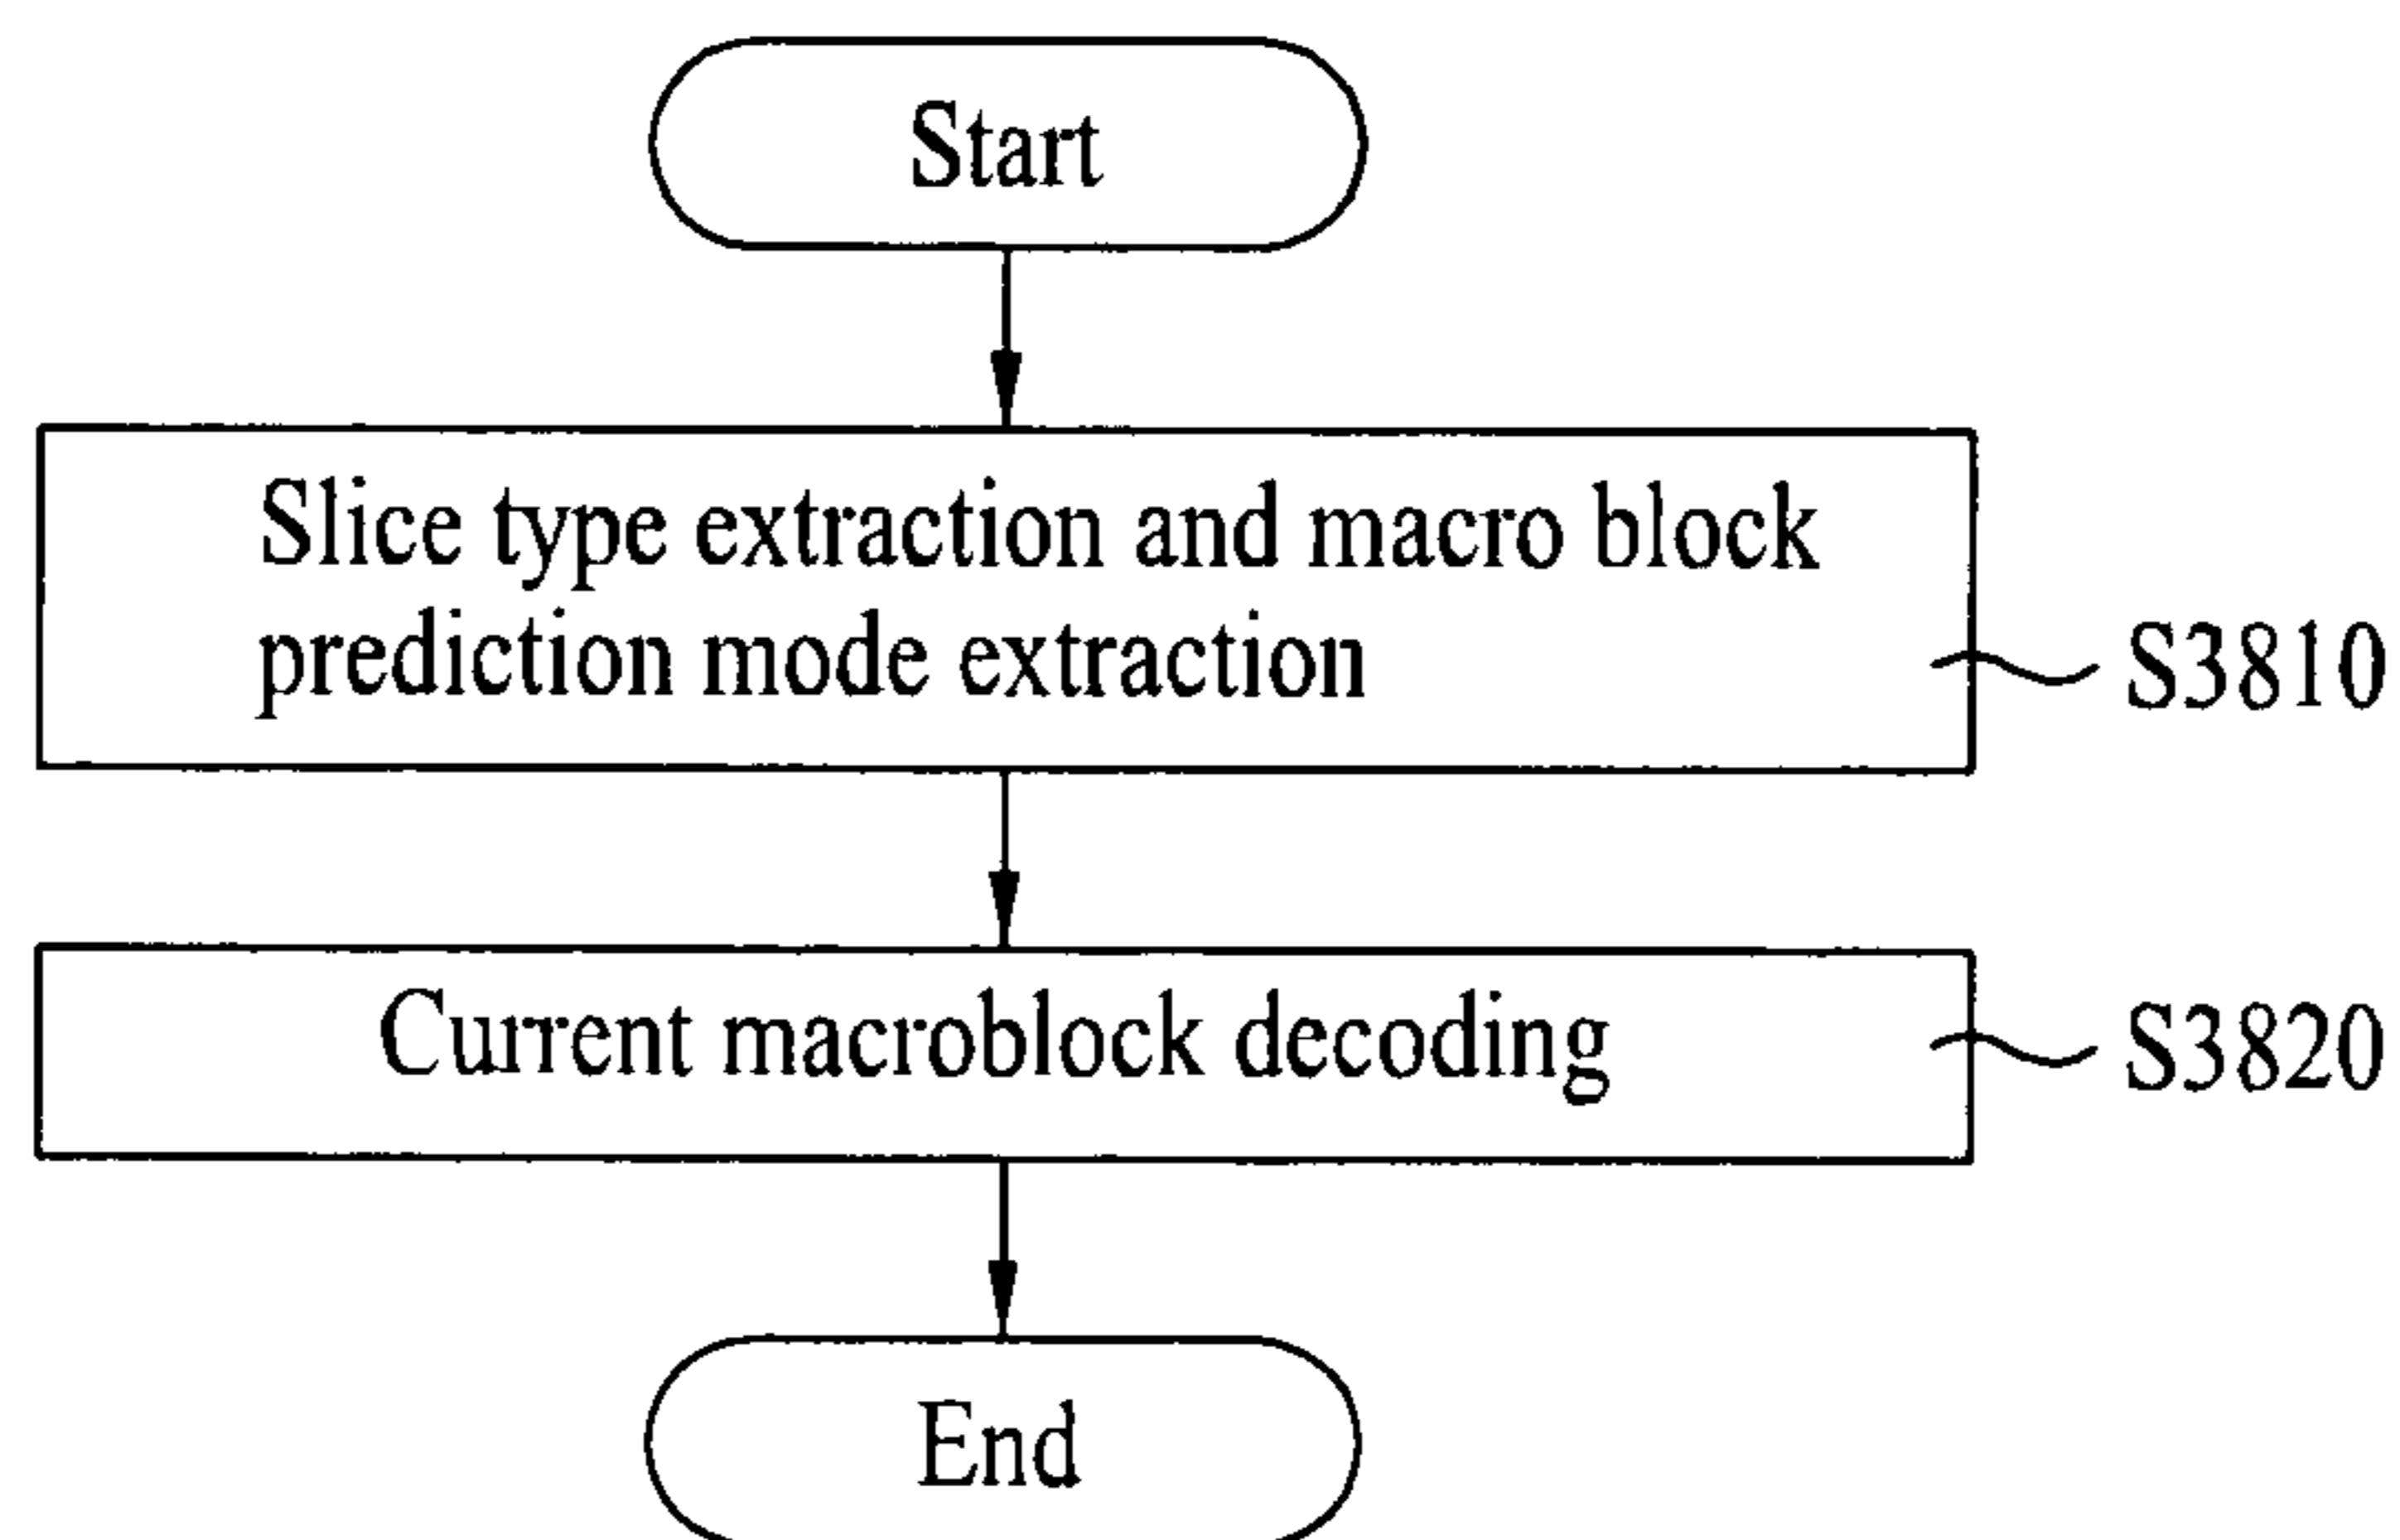 Start
Slice type extraction and macro block
prediction mode extraction
S3810
Current macroblock decoding
S3820
End